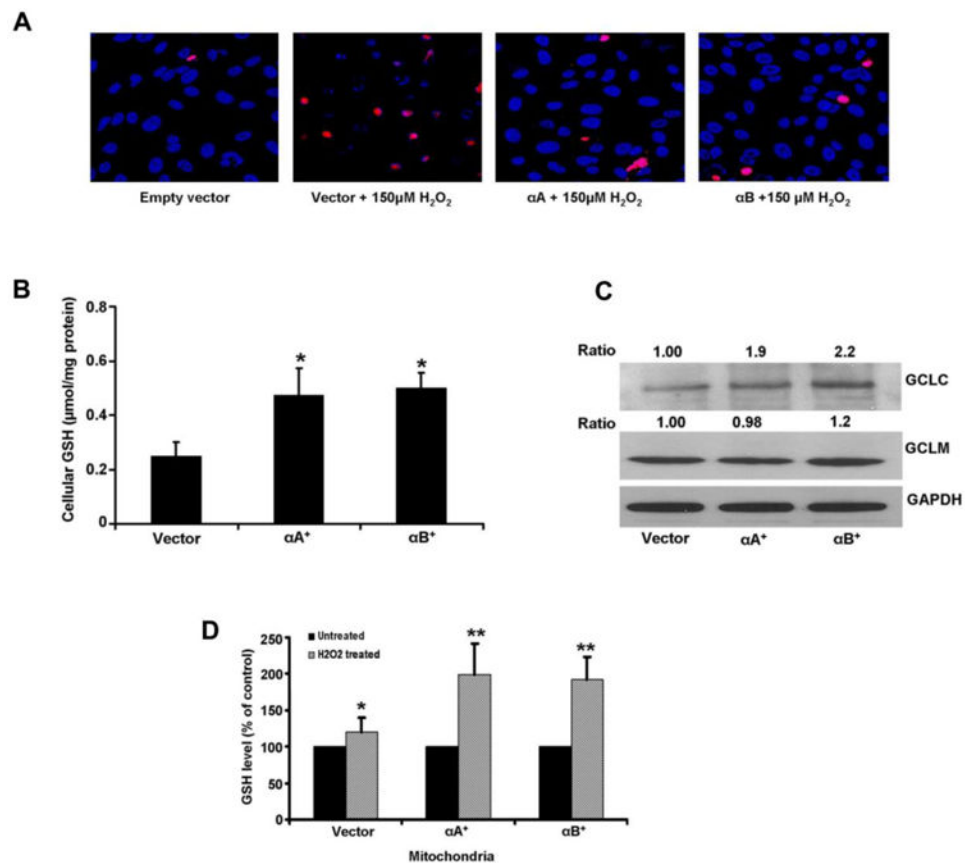 A
Empty vector
Vector + 150µM H₂O₂
αA + 150µM H₂O₂
αB +150 µM H₂O₂
B
Cellular GSH (µmol/mg protein)
0.8
0.6
0.4
0.2
0
*
*
Vector
αA⁺
αB⁺
C
Ratio 1.00 1.9 2.2
GCLC
Ratio 1.00 0.98 1.2
GCLM
GAPDH
Vector αA⁺ αB⁺
D
GSH level (% of control)
250
200
150
100
50
0
Untreated
H2O2 treated
*
**
**
Vector
αA⁺
αB⁺
Mitochondria